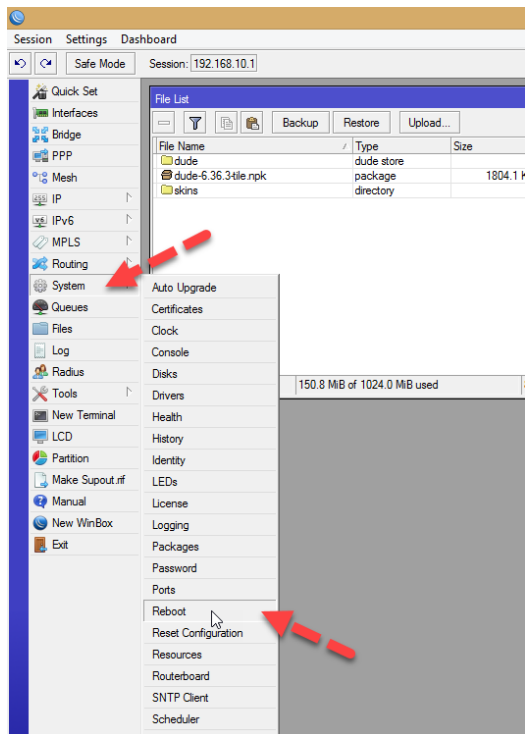 Session Settings Dashboard
Safe Mode Session: 192.168.10.1
Quick Set
Interfaces
Bridge
PPP
Mesh
IP
IPv6
MPLS
Routing
System
Queues
Files
Log
Radius
Tools
New Terminal
LCD
Partition
Make Supout.rif
Manual
New WinBox
Exit
File List
Backup Restore Upload...
File Name / Type Size
dude dude store
dude-6.36.3-tile.npk package 1804.1 K
skins directory
150.8 MiB of 1024.0 MiB used
Auto Upgrade
Certificates
Clock
Console
Disks
Drivers
Health
History
Identity
LEDs
License
Logging
Packages
Password
Ports
Reboot
Reset Configuration
Resources
Routerboard
SNTP Client
Scheduler